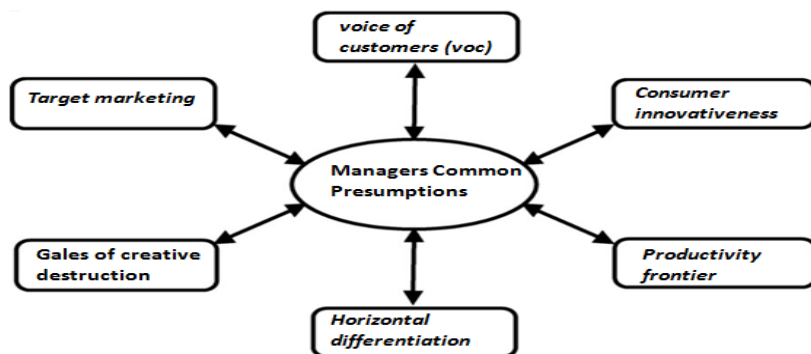 voice of
customers (voc)
Target marketing
Consumer
innovativeness
Managers Common
Presumptions
Gales of creative
destruction
Productivity
frontier
Horizontal
differentiation